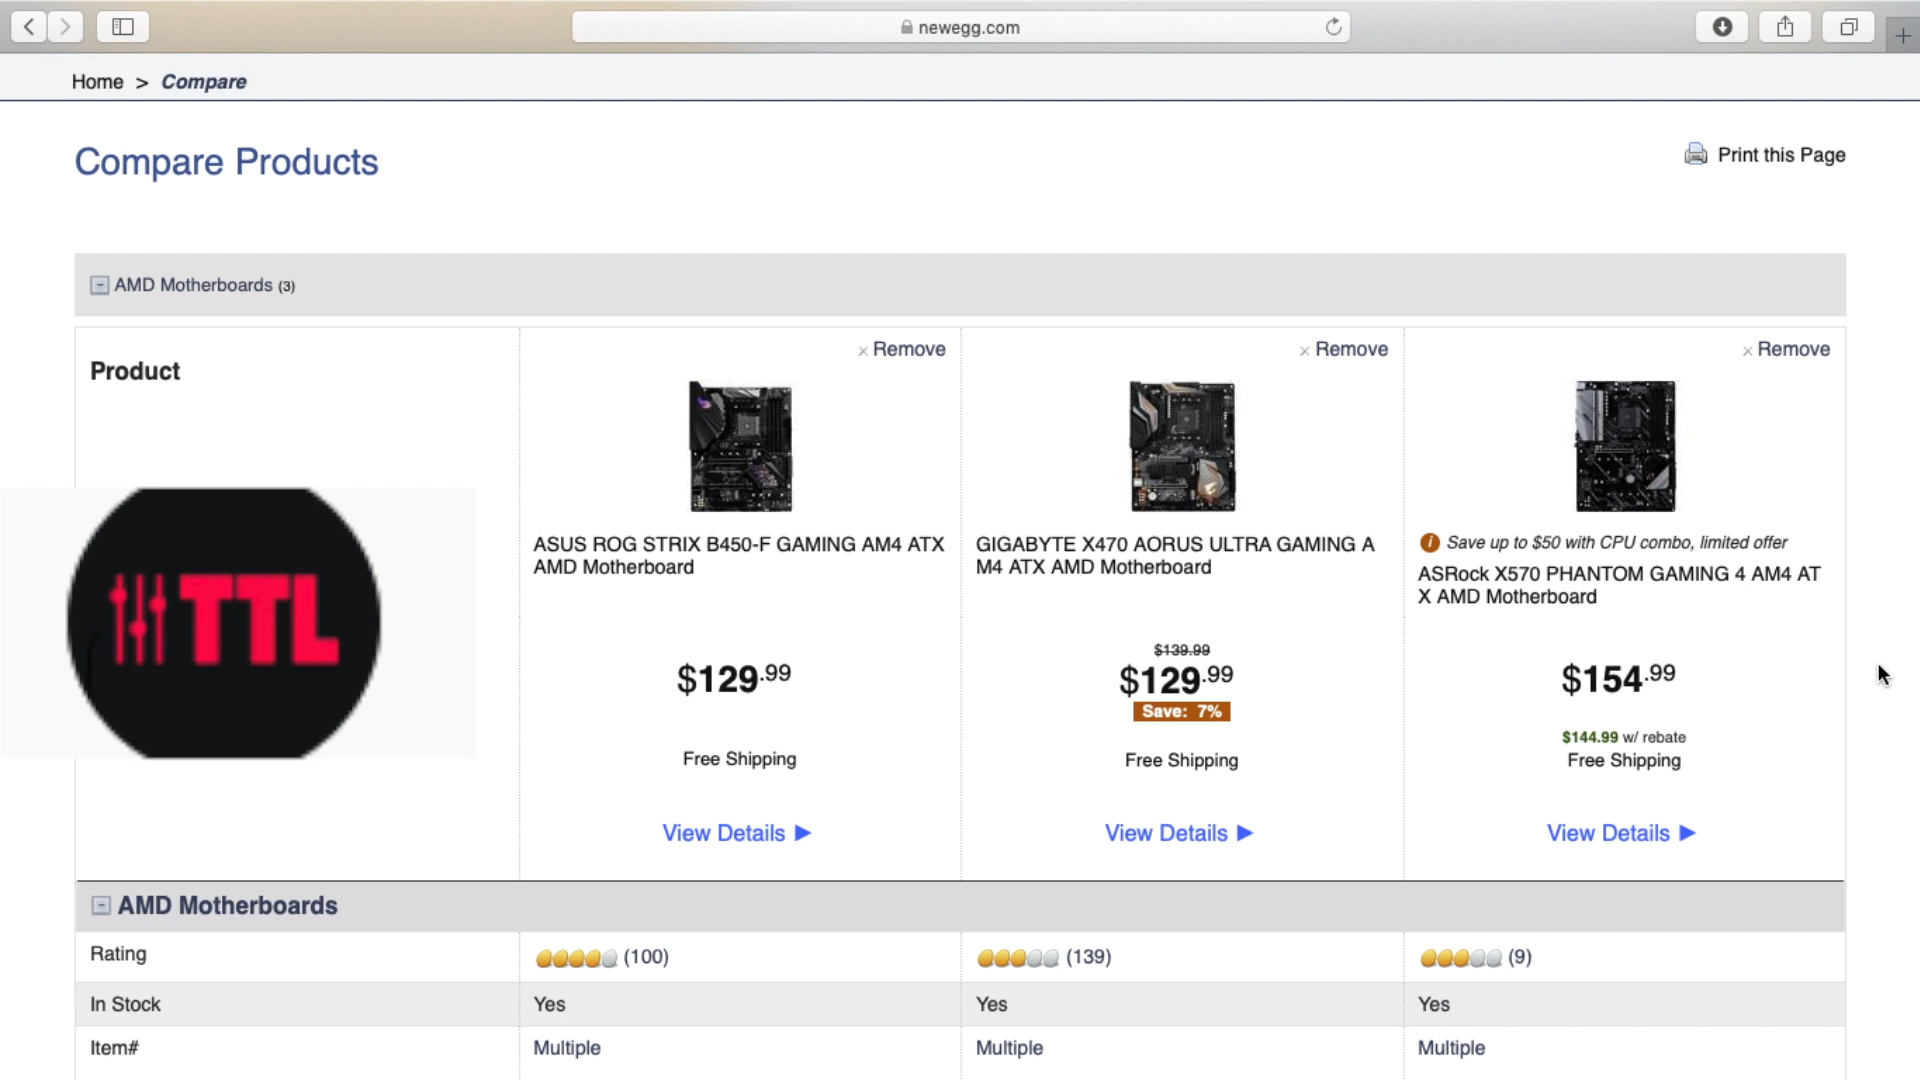 newegg.com
Home > Compare
Compare Products
Print this Page
AMD Motherboards (3)
Product
× Remove
× Remove
× Remove
ASUS ROG STRIX B450-F GAMING AM4 ATX
AMD Motherboard
GIGABYTE X470 AORUS ULTRA GAMING A
M4 ATX AMD Motherboard
Save up to $50 with CPU combo, limited offer
ASRock X570 PHANTOM GAMING 4 AM4 AT
X AMD Motherboard
TTL
$129.99
$139.99
$129.99
Save: 7%
$154.99
$144.99 w/ rebate
Free Shipping
Free Shipping
Free Shipping
View Details ▶
View Details ▶
View Details ▶
AMD Motherboards
Rating
(100)
(139)
(9)
In Stock
Yes
Yes
Yes
Item#
Multiple
Multiple
Multiple